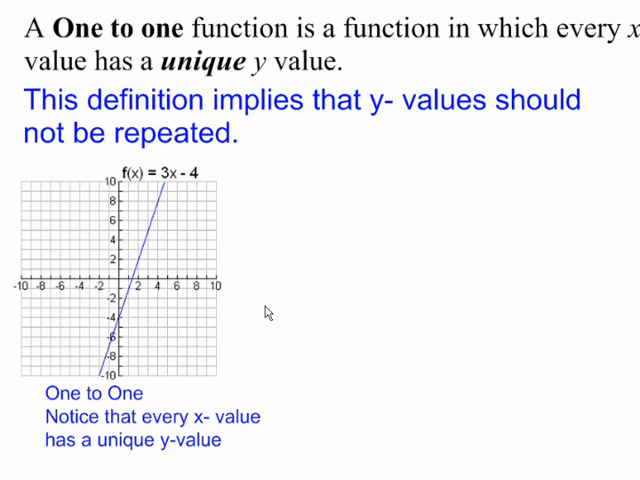 A One to one function is a function in which every x
value has a unique y value.
This definition implies that y- values should
not be repeated.
f(x) = 3x - 4
10
8
6
4
2
-10 -8 -6 -4 -2 2 4 6 8 10
-2
-4
-6
-8
-10
One to One
Notice that every x- value
has a unique y-value